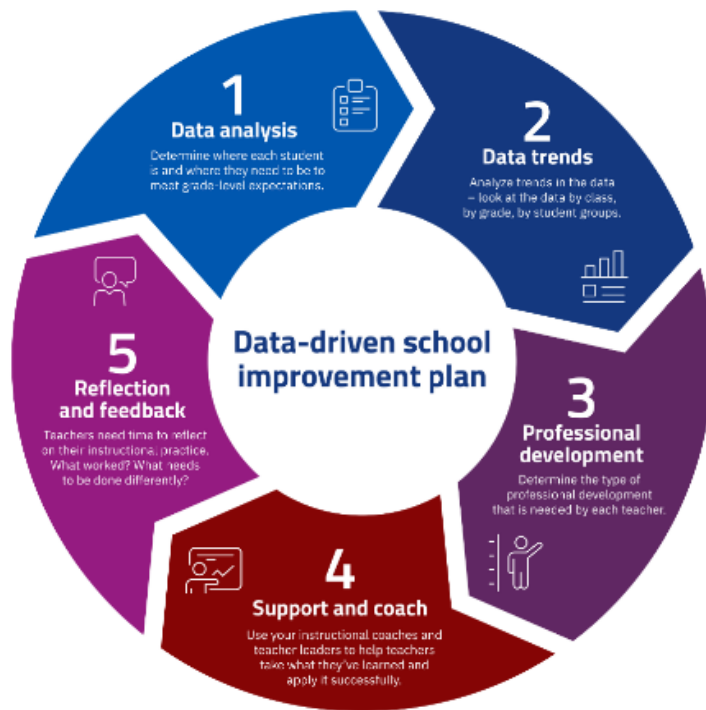 1
Data analysis
Determine where each student
is and where they need to be to
meet grade-level expectations.
2
Data trends
Analyze trends in the data
– look at the data by class,
by grade, by student groups.
Data-driven school
improvement plan
3
Professional
development
Determine the type of
professional development
that is needed by each teacher.
4
Support and coach
Use your instructional coaches and
teacher leaders to help teachers
take what they've learned and
apply it successfully.
5
Reflection
and feedback
Teachers need time to reflect
on their instructional practice.
What worked? What needs
to be done differently?